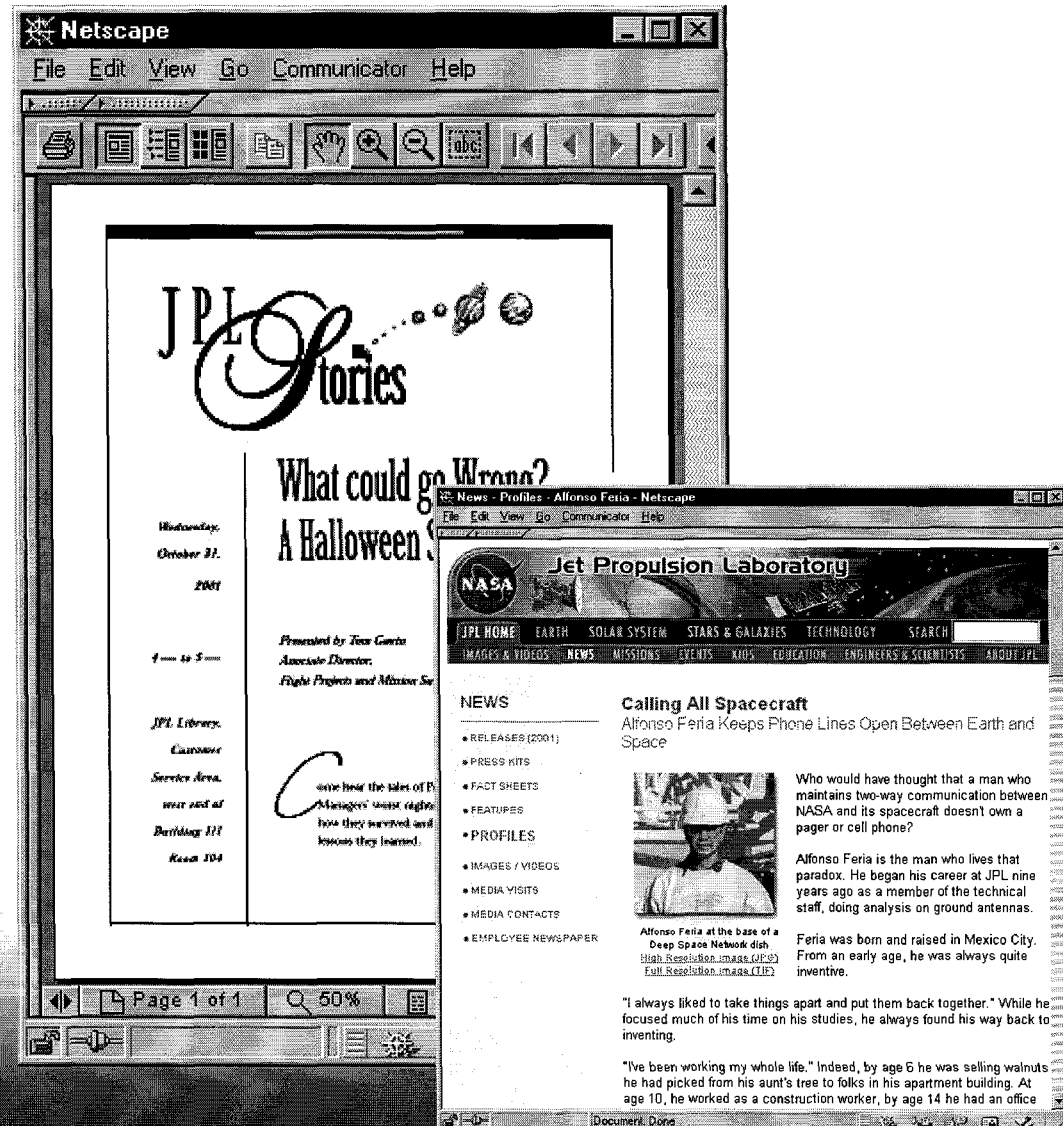 Netscape
File Edit View Go Communicator Help
abc
JPL Stories
What could go Wrong?
A Halloween S
Wednesday,
October 31,
2001
4 — to 5 —
JPL Library,
Customer
Service Area,
west end of
Building 111
Room 104
Presented by Tom Gavin
Associate Director,
Flight Projects and Mission Su
Come hear the tales of P
Managers' worst nights
how they survived and
lessons they learned.
Page 1 of 1
50%
News - Profiles - Alfonso Feria - Netscape
File Edit View Go Communicator Help
NASA
Jet Propulsion Laboratory
JPL HOME EARTH SOLAR SYSTEM STARS & GALAXIES TECHNOLOGY SEARCH
IMAGES & VIDEOS NEWS MISSIONS EVENTS KIDS EDUCATION ENGINEERS & SCIENTISTS ABOUT JPL
NEWS
RELEASES (2001)
PRESS KITS
FACT SHEETS
FEATURES
PROFILES
IMAGES / VIDEOS
MEDIA VISITS
MEDIA CONTACTS
EMPLOYEE NEWSPAPER
Calling All Spacecraft
Alfonso Feria Keeps Phone Lines Open Between Earth and
Space
Alfonso Feria at the base of a
Deep Space Network dish
High Resolution image (JPG)
Full Resolution image (TIF)
Who would have thought that a man who
maintains two-way communication between
NASA and its spacecraft doesn't own a
pager or cell phone?
Alfonso Feria is the man who lives that
paradox. He began his career at JPL nine
years ago as a member of the technical
staff, doing analysis on ground antennas.
Feria was born and raised in Mexico City.
From an early age, he was always quite
inventive.
"I always liked to take things apart and put them back together." While he
focused much of his time on his studies, he always found his way back to
inventing.
"I've been working my whole life." Indeed, by age 6 he was selling walnuts
he had picked from his aunt's tree to folks in his apartment building. At
age 10, he worked as a construction worker, by age 14 he had an office
Document: Done